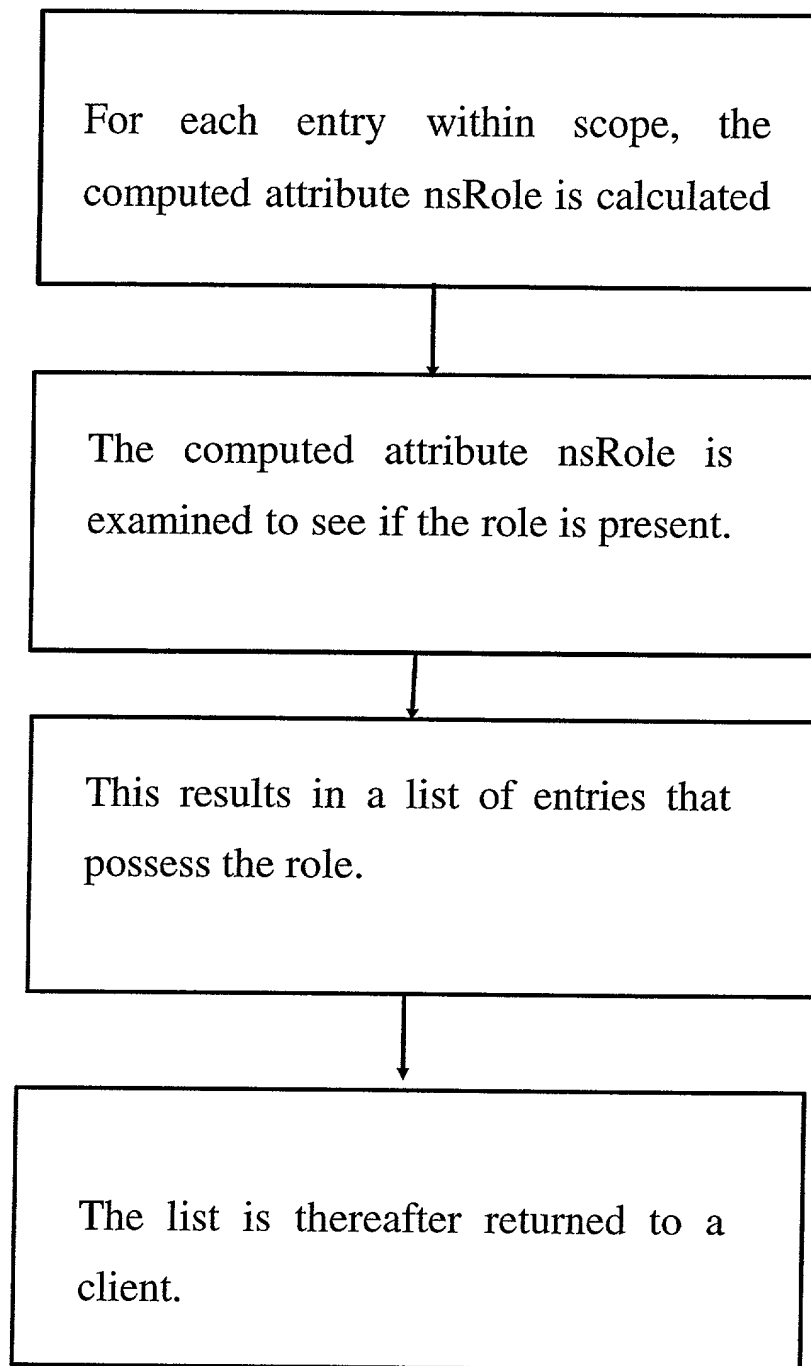 For each entry within scope, the
computed attribute nsRole is calculated
The computed attribute nsRole is
examined to see if the role is present.
This results in a list of entries that
possess the role.
The list is thereafter returned to a
client.